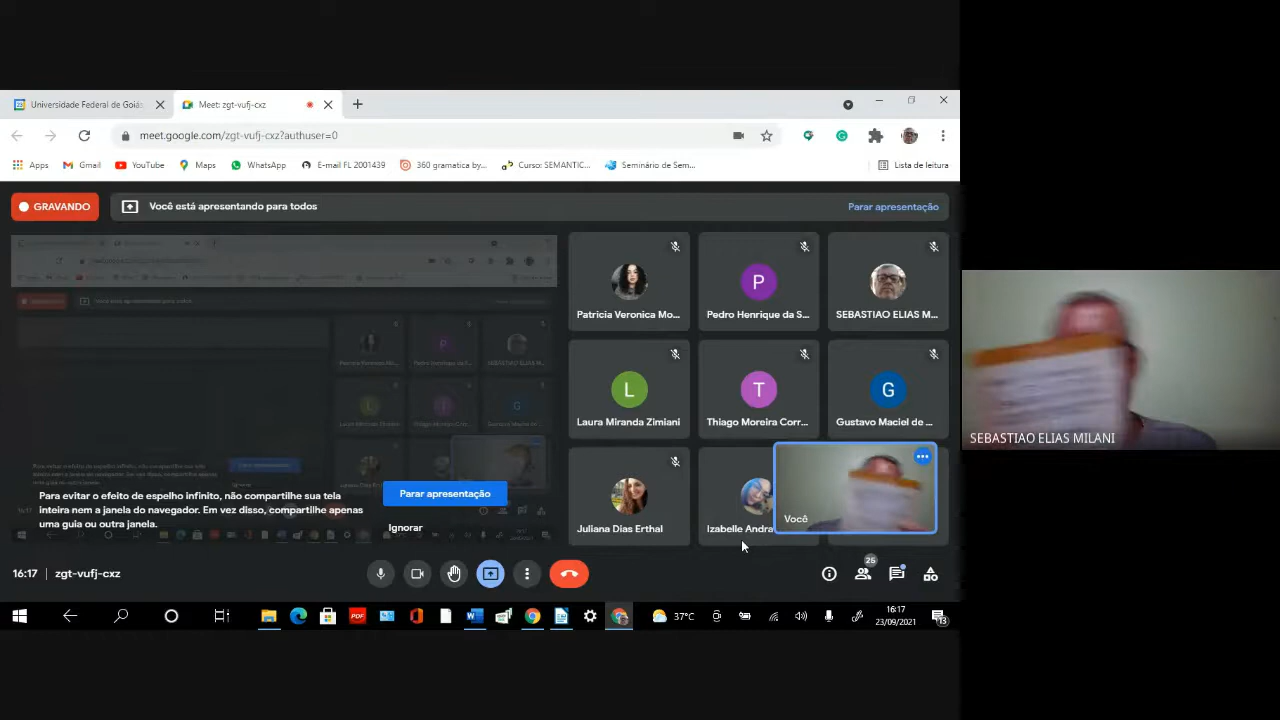 Universidade Federal de Goiás
Meet: zgt-vufj-cxz
meet.google.com/zgt-vufj-cxz?authuser=0
Apps
Gmail
YouTube
Maps
WhatsApp
E-mail FL 2001439
360 gramatica by...
Curso: SEMANTIC...
Seminário de Sem...
Lista de leitura
GRAVANDO
Você está apresentando para todos
Parar apresentação
Patricia Veronica Mo...
P
Pedro Henrique da S...
SEBASTIAO ELIAS M...
L
Laura Miranda Zimiani
T
Thiago Moreira Corr...
G
Gustavo Maciel de ...
Juliana Dias Erthal
Izabelle Andra
Você
Para evitar o efeito de espelho infinito, não compartilhe sua tela
inteira nem a janela do navegador. Em vez disso, compartilhe apenas
uma guia ou outra janela.
Parar apresentação
Ignorar
16:17
zgt-vufj-cxz
25
PDF
37°C
16:17
23/09/2021
13
SEBASTIAO ELIAS MILANI